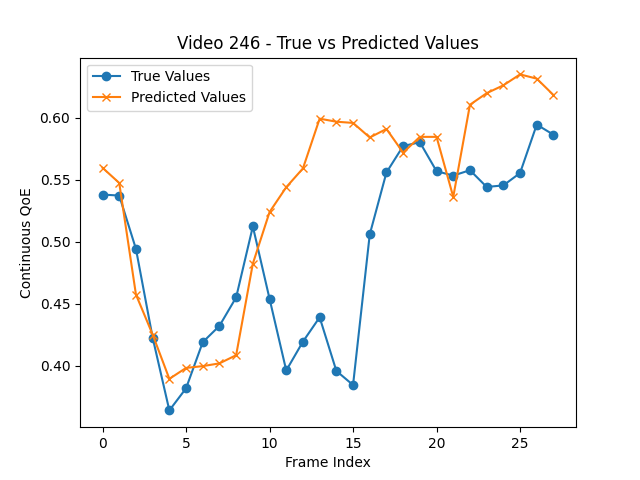 Video 246 - True vs Predicted Values
True Values
Predicted Values
0.60
0.55
0.50
0.45
0.40
Continuous QoE
0 5 10 15 20 25
Frame Index